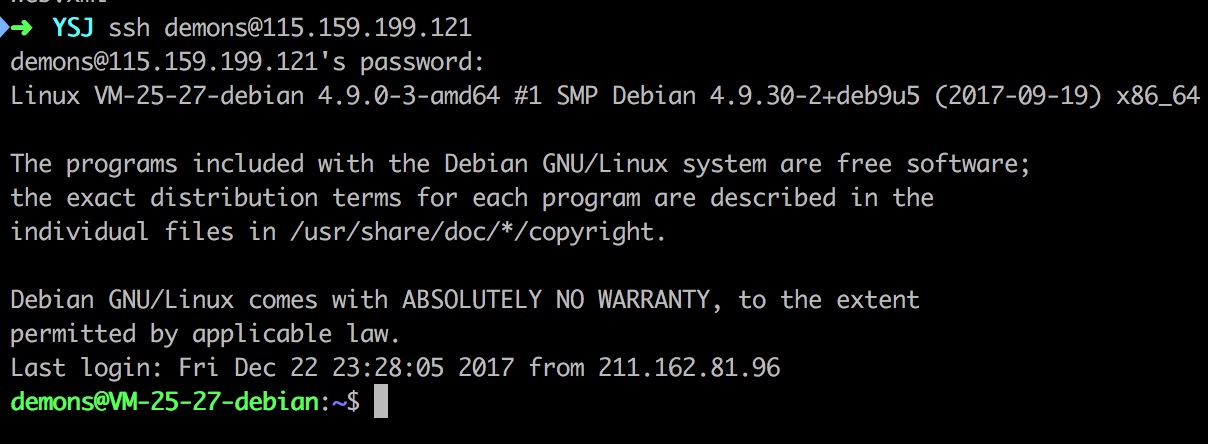 ➜ YSJ ssh demons@115.159.199.121
demons@115.159.199.121's password:
Linux VM-25-27-debian 4.9.0-3-amd64 #1 SMP Debian 4.9.30-2+deb9u5 (2017-09-19) x86_64
The programs included with the Debian GNU/Linux system are free software;
the exact distribution terms for each program are described in the
individual files in /usr/share/doc/*/copyright.
Debian GNU/Linux comes with ABSOLUTELY NO WARRANTY, to the extent
permitted by applicable law.
Last login: Fri Dec 22 23:28:05 2017 from 211.162.81.96
demons@VM-25-27-debian:~$